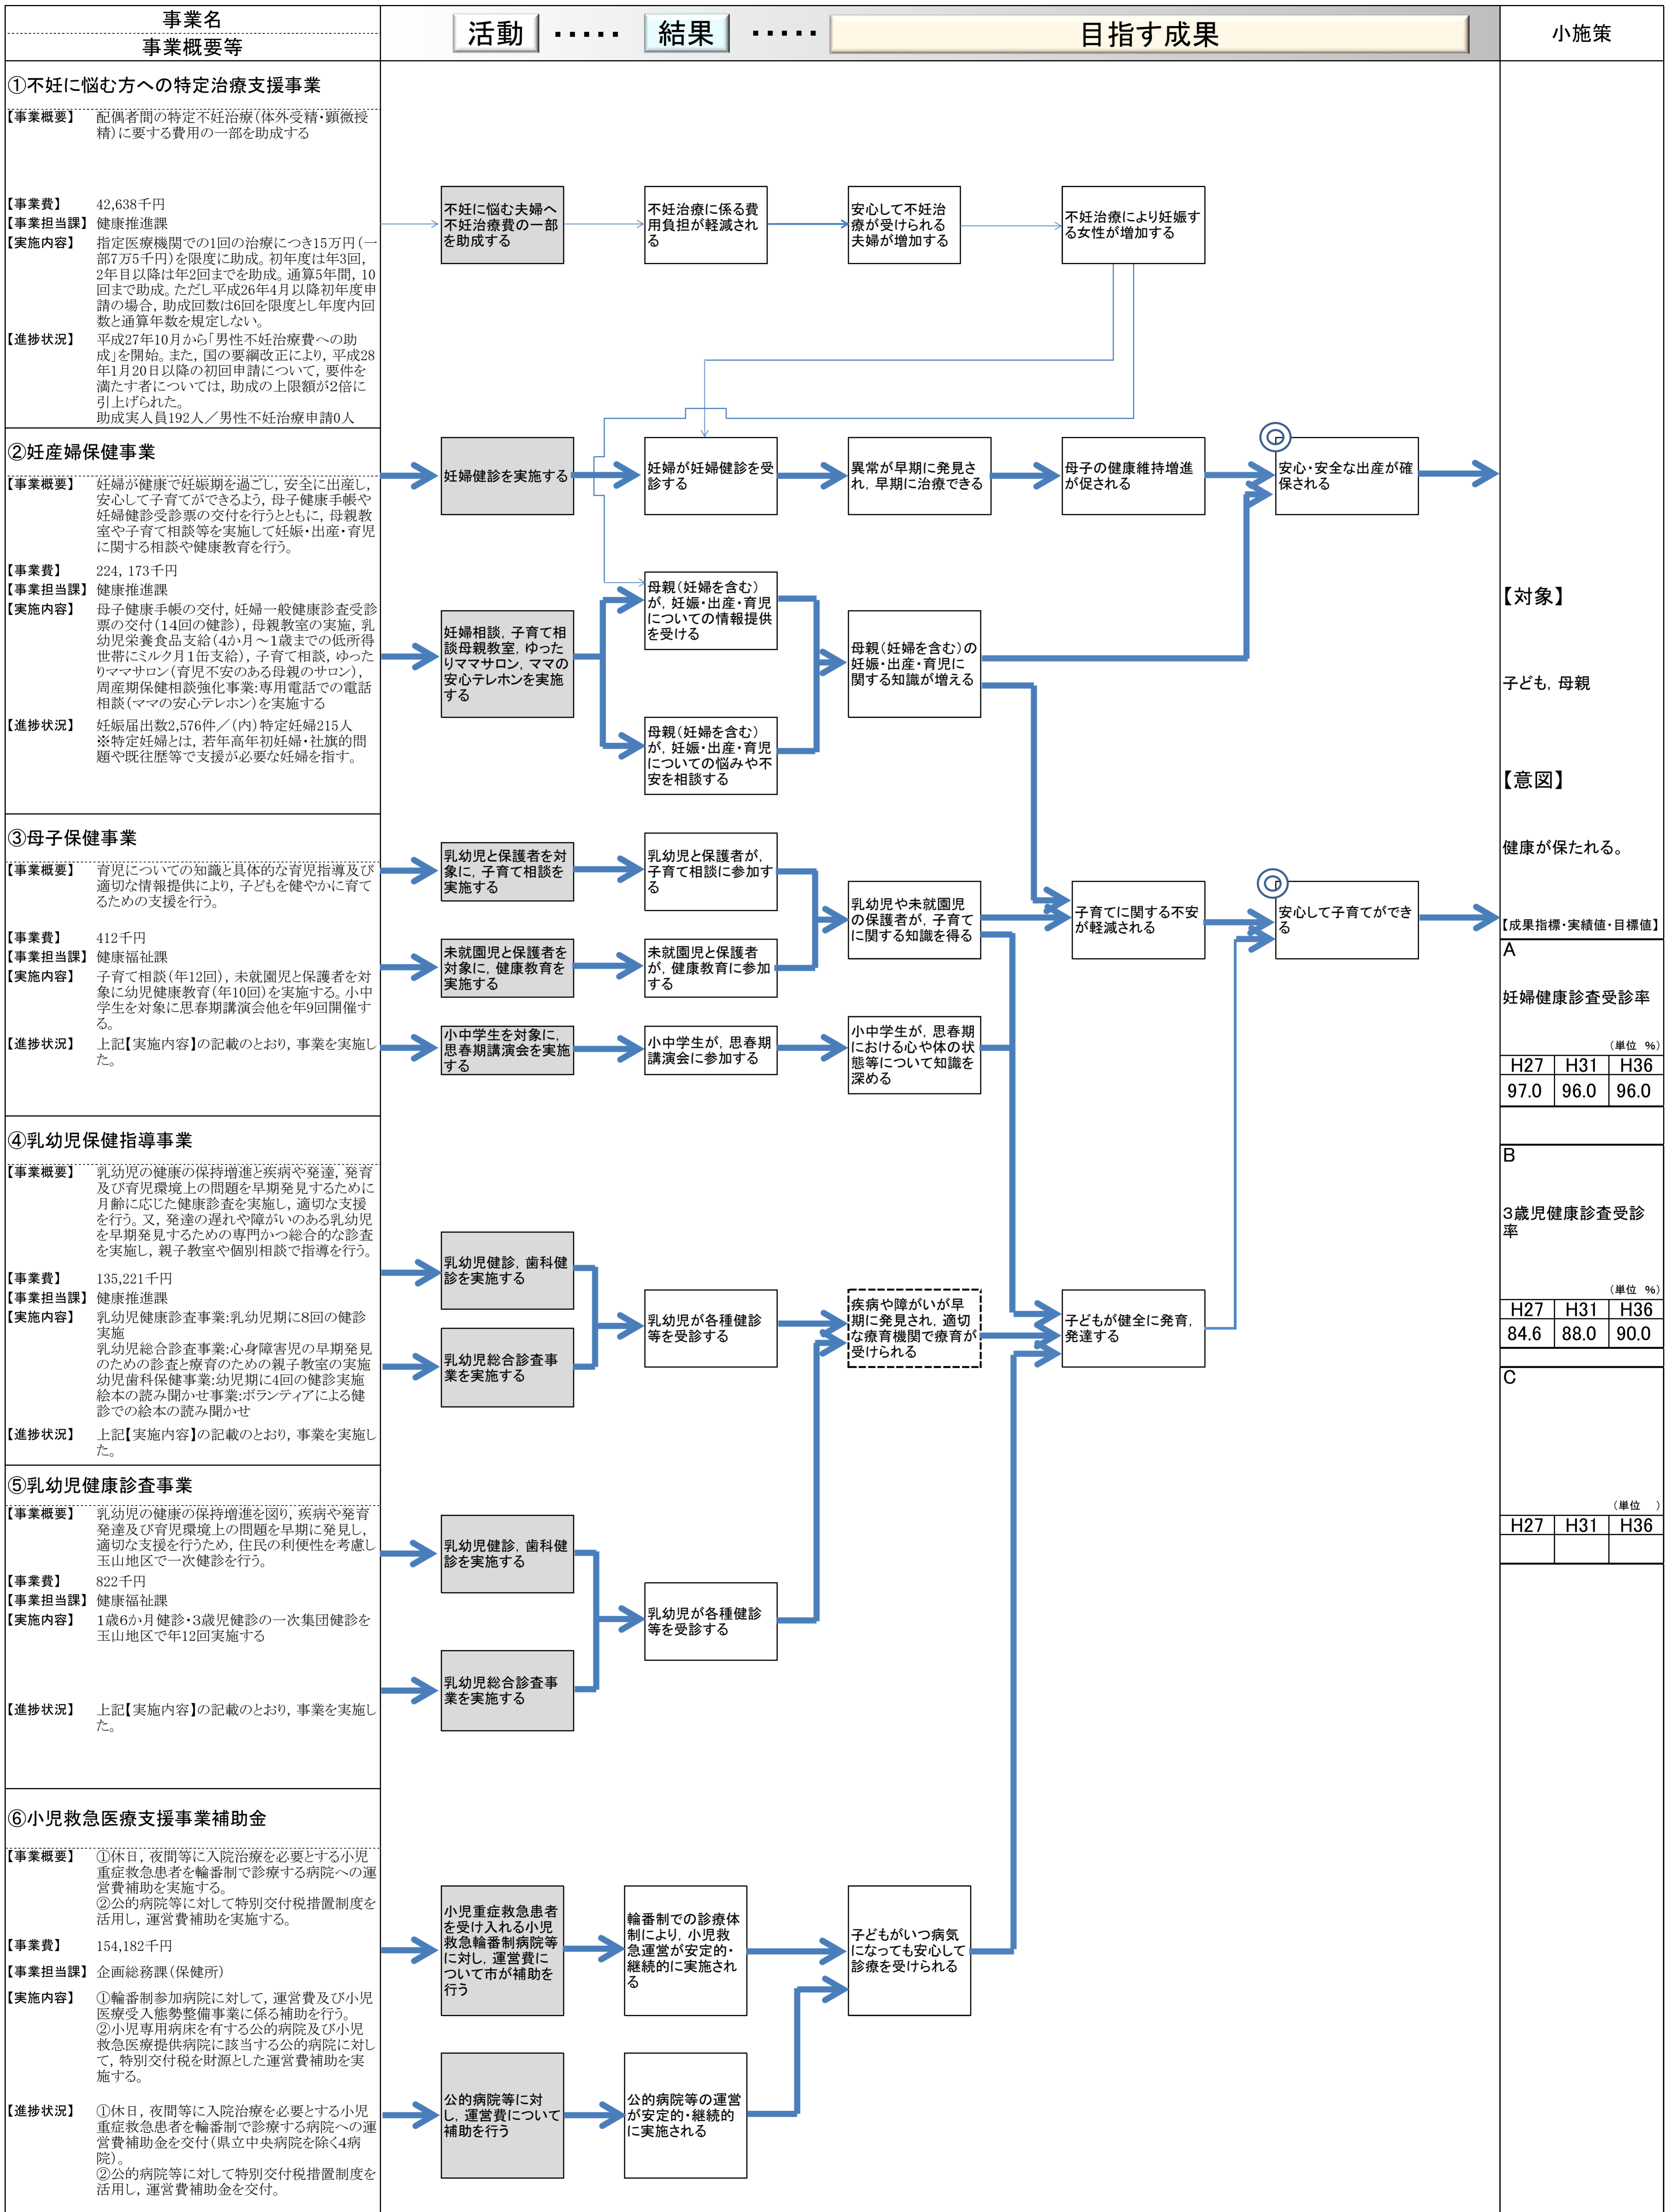 事業名
事業概要等
活動 ・・・・・ 結果 ・・・・・ 目指す成果
小施策
①不妊に悩む方への特定治療支援事業
【事業概要】 配偶者間の特定不妊治療(体外受精・顕微授
精)に要する費用の一部を助成する
【事業費】 42,638千円
【事業担当課】 健康推進課
【実施内容】 指定医療機関での1回の治療につき15万円(一
部7万5千円)を限度に助成。初年度は年3回,
2年目以降は年2回までを助成。通算5年間,10
回まで助成。ただし平成26年4月以降初年度申
請の場合,助成回数は6回を限度とし年度内回
数と通算年数を規定しない。
【進捗状況】 平成27年10月から「男性不妊治療費への助
成」を開始。また,国の要綱改正により,平成28
年1月20日以降の初回申請について,要件を
満たす者については,助成の上限額が2倍に
引上げられた。
助成実人員192人/男性不妊治療申請0人
不妊に悩む夫婦へ
不妊治療費の一部
を助成する
不妊治療に係る費
用負担が軽減され
る
安心して不妊治
療が受けられる
夫婦が増加する
不妊治療により妊娠す
る女性が増加する
②妊産婦保健事業
【事業概要】 妊婦が健康で妊娠期を過ごし,安全に出産し,
安心して子育てができるよう,母子健康手帳や
妊婦健診受診票の交付を行うとともに,母親教
室や子育て相談等を実施して妊娠・出産・育児
に関する相談や健康教育を行う。
【事業費】 224,173千円
【事業担当課】 健康推進課
【実施内容】 母子健康手帳の交付,妊婦一般健康診査受診
票の交付(14回の健診),母親教室の実施,乳
幼児栄養食品支給(4か月~1歳までの低所得
世帯にミルク月1缶支給),子育て相談,ゆった
りママサロン(育児不安のある母親のサロン),
周産期保健相談強化事業:専用電話での電話
相談(ママの安心テレホン)を実施する
【進捗状況】 妊娠届出数2,576件/(内)特定妊婦215人
※特定妊婦とは,若年高年初妊婦・社旗的問
題や既往歴等で支援が必要な妊婦を指す。
妊婦健診を実施する
妊婦が妊婦健診を受
診する
異常が早期に発見さ
れ,早期に治療できる
母子の健康維持増進
が促される
安心・安全な出産が確
保される
妊婦相談,子育て相
談母親教室,ゆった
りママサロン,ママの
安心テレホンを実施
する
母親(妊婦を含む)
が,妊娠・出産・育児
についての情報提供
を受ける
母親(妊婦を含む)
が,妊娠・出産・育児
についての悩みや不
安を相談する
母親(妊婦を含む)の
妊娠・出産・育児に
関する知識が増える
③母子保健事業
【事業概要】 育児についての知識と具体的な育児指導及び
適切な情報提供により,子どもを健やかに育て
るための支援を行う。
【事業費】 412千円
【事業担当課】 健康福祉課
【実施内容】 子育て相談(年12回),未就園児と保護者を対
象に幼児健康教育(年10回)を実施する。小中
学生を対象に思春期講演会他を年9回開催す
る。
【進捗状況】 上記【実施内容】の記載のとおり,事業を実施し
た。
乳幼児と保護者を対
象に,子育て相談を
実施する
乳幼児と保護者が,
子育て相談に参加す
る
未就園児と保護者を
対象に,健康教育を
実施する
未就園児と保護者
が,健康教育に参加
する
乳幼児や未就園児
の保護者が,子育て
に関する知識を得る
子育てに関する不安
が軽減される
安心して子育てができ
る
小中学生を対象に,
思春期講演会を実施
する
小中学生が,思春期
講演会に参加する
小中学生が,思春期
における心や体の状
態等について知識を
深める
④乳幼児保健指導事業
【事業概要】 乳幼児の健康の保持増進と疾病や発達,発育
及び育児環境上の問題を早期発見するために
月齢に応じた健康診査を実施し,適切な支援
を行う。又,発達の遅れや障がいのある乳幼児
を早期発見するための専門かつ総合的な診査
を実施し,親子教室や個別相談で指導を行う。
【事業費】 135,221千円
【事業担当課】 健康推進課
【実施内容】 乳幼児健康診査事業:乳幼児期に8回の健診
実施
乳幼児総合診査事業:心身障害児の早期発見
のための診査と療育のための親子教室の実施
幼児歯科保健事業:幼児期に4回の健診実施
絵本の読み聞かせ事業:ボランティアによる健
診での絵本の読み聞かせ
【進捗状況】 上記【実施内容】の記載のとおり,事業を実施し
た。
乳幼児健診,歯科健
診を実施する
乳幼児総合診査事
業を実施する
乳幼児が各種健診
等を受診する
疾病や障がいが早
期に発見され,適切
な療育機関で療育が
受けられる
子どもが健全に発育,
発達する
⑤乳幼児健康診査事業
【事業概要】 乳幼児の健康の保持増進を図り,疾病や発育
発達及び育児環境上の問題を早期に発見し,
適切な支援を行うため,住民の利便性を考慮し
玉山地区で一次健診を行う。
【事業費】 822千円
【事業担当課】 健康福祉課
【実施内容】 1歳6か月健診・3歳児健診の一次集団健診を
玉山地区で年12回実施する
【進捗状況】 上記【実施内容】の記載のとおり,事業を実施し
た。
乳幼児健診,歯科健
診を実施する
乳幼児総合診査事
業を実施する
乳幼児が各種健診
等を受診する
⑥小児救急医療支援事業補助金
【事業概要】 ①休日,夜間等に入院治療を必要とする小児
重症救急患者を輪番制で診療する病院への運
営費補助を実施する。
②公的病院等に対して特別交付税措置制度を
活用し,運営費補助を実施する。
【事業費】 154,182千円
【事業担当課】 企画総務課(保健所)
【実施内容】 ①輪番制参加病院に対して,運営費及び小児
医療受入態勢整備事業に係る補助を行う。
②小児専用病床を有する公的病院及び小児
救急医療提供病院に該当する公的病院に対し
て,特別交付税を財源とした運営費補助を実
施する。
【進捗状況】 ①休日,夜間等に入院治療を必要とする小児
重症救急患者を輪番制で診療する病院への運
営費補助金を交付(県立中央病院を除く4病
院)。
②公的病院等に対して特別交付税措置制度を
活用し,運営費補助金を交付。
小児重症救急患者
を受け入れる小児
救急輪番制病院等
に対し,運営費に
ついて市が補助を
行う
輪番制での診療体
制により,小児救
急運営が安定的・
継続的に実施され
る
子どもがいつ病気
になっても安心して
診療を受けられる
公的病院等に対
し,運営費について
補助を行う
公的病院等の運営
が安定的・継続的
に実施される
【対象】
子ども,母親
【意図】
健康が保たれる。
【成果指標・実績値・目標値】
A
妊婦健康診査受診率
(単位 %)
H27 H31 H36
97.0 96.0 96.0
B
3歳児健康診査受診
率
(単位 %)
H27 H31 H36
84.6 88.0 90.0
C
(単位 )
H27 H31 H36